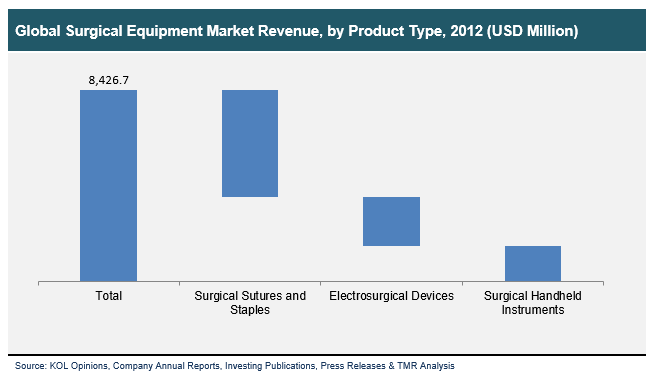 Global Surgical Equipment Market Revenue, by Product Type, 2012 (USD Million)
8,426.7
Total
Surgical Sutures and
Staples
Electrosurgical Devices
Surgical Handheld
Instruments
Source: KOL Opinions, Company Annual Reports, Investing Publications, Press Releases & TMR Analysis